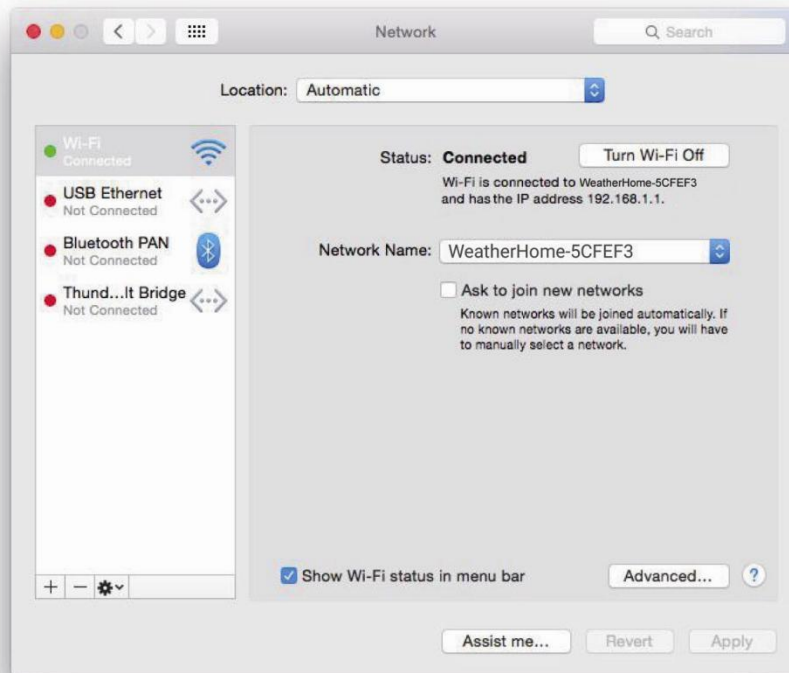 Network
Search
Location: Automatic
Wi-Fi
Connected
USB Ethernet
Not Connected
Bluetooth PAN
Not Connected
Thund...lt Bridge
Not Connected
Status: Connected
Turn Wi-Fi Off
Wi-Fi is connected to WeatherHome-5CFEF3
and has the IP address 192.168.1.1.
Network Name: WeatherHome-5CFEF3
Ask to join new networks
Known networks will be joined automatically. If
no known networks are available, you will have
to manually select a network.
Show Wi-Fi status in menu bar
Advanced...
?
Assist me...
Revert
Apply